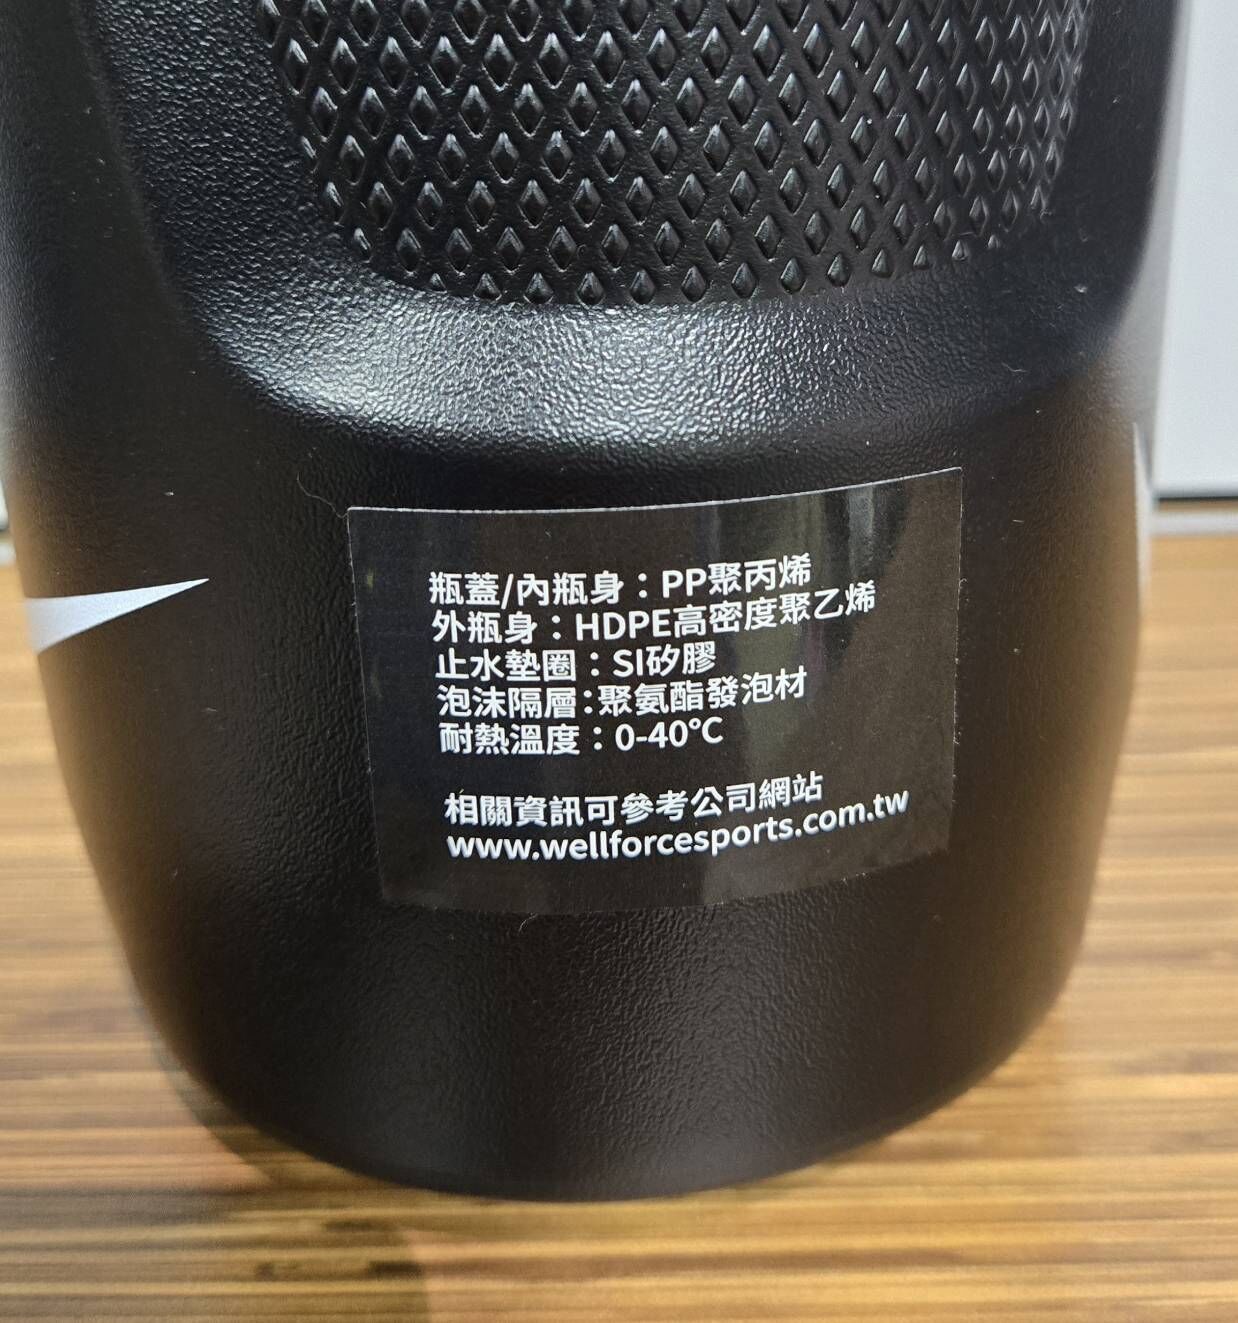 瓶蓋/內瓶身：PP聚丙烯
外瓶身：HDPE高密度聚乙烯
止水墊圈：SI矽膠
泡沫隔層：聚氨酯發泡材
耐熱溫度：0-40℃
相關資訊可參考公司網站
www.wellforcesports.com.tw